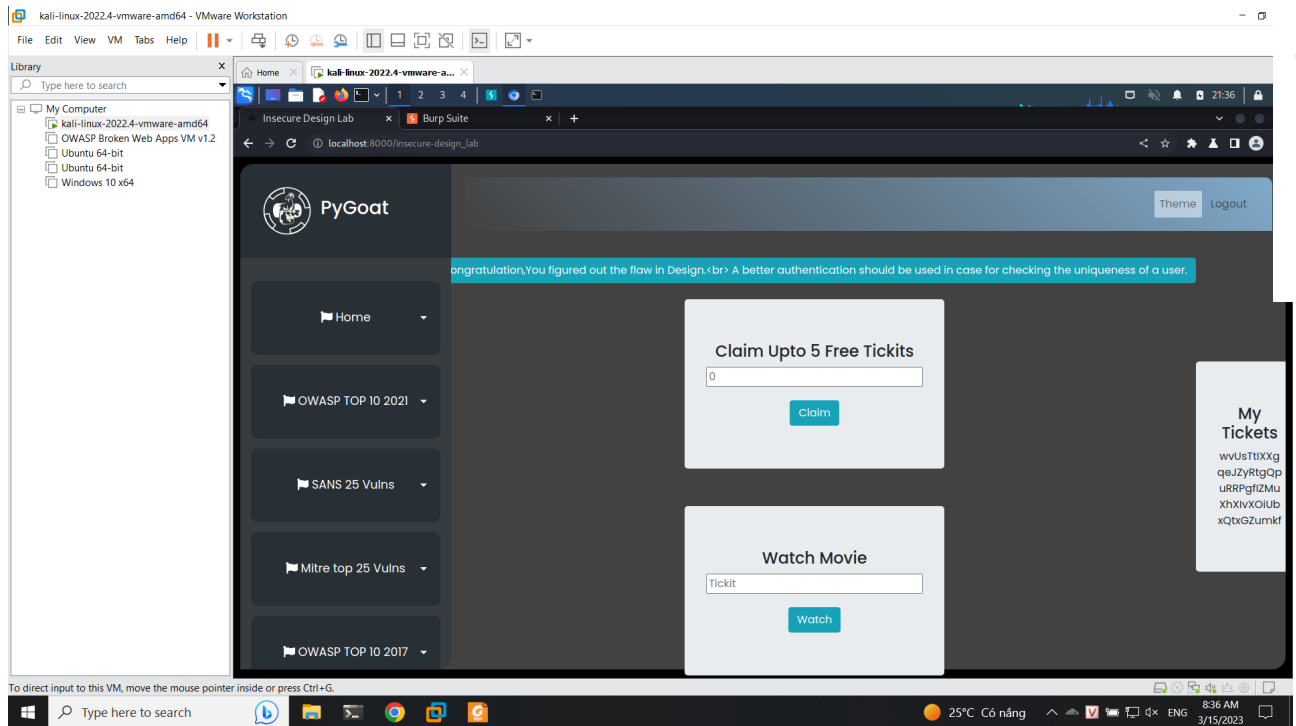 kali-linux-2022.4-vmware-amd64 - VMware Workstation
File Edit View VM Tabs Help
Library
Type here to search
My Computer
kali-linux-2022.4-vmware-amd64
OWASP Broken Web Apps VM v1.2
Ubuntu 64-bit
Ubuntu 64-bit
Windows 10 x64
Home
kali-linux-2022.4-vmware-a...
1 2 3 4
21:36
Insecure Design Lab
Burp Suite
localhost:8000/insecure-design_lab
PyGoat
Theme Logout
ongratulation,You figured out the flaw in Design.<br> A better authentication should be used in case for checking the uniqueness of a user.
Home
OWASP TOP 10 2021
SANS 25 Vulns
Mitre top 25 Vulns
OWASP TOP 10 2017
Claim Upto 5 Free Tickits
0
Claim
Watch Movie
Tickit
Watch
My
Tickets
wvUsTtIXXg
qeJZyRtgQp
uRRPgfIZMu
XhXIvXOiUb
xQtxGZumkf
To direct input to this VM, move the mouse pointer inside or press Ctrl+G.
Type here to search
25°C Có nắng
ENG
8:36 AM
3/15/2023